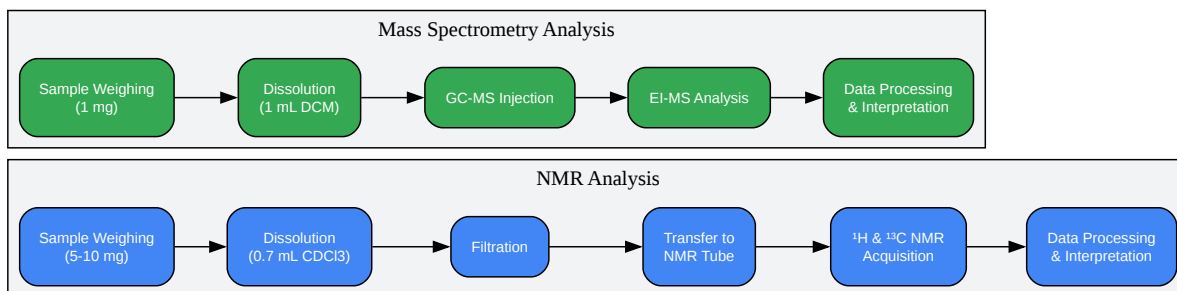 Mass Spectrometry Analysis
Sample Weighing
(1 mg)
Dissolution
(1 mL DCM)
GC-MS Injection
EI-MS Analysis
Data Processing
& Interpretation
NMR Analysis
Sample Weighing
(5-10 mg)
Dissolution
(0.7 mL CDCl3)
Filtration
Transfer to
NMR Tube
¹H & ¹³C NMR
Acquisition
Data Processing
& Interpretation